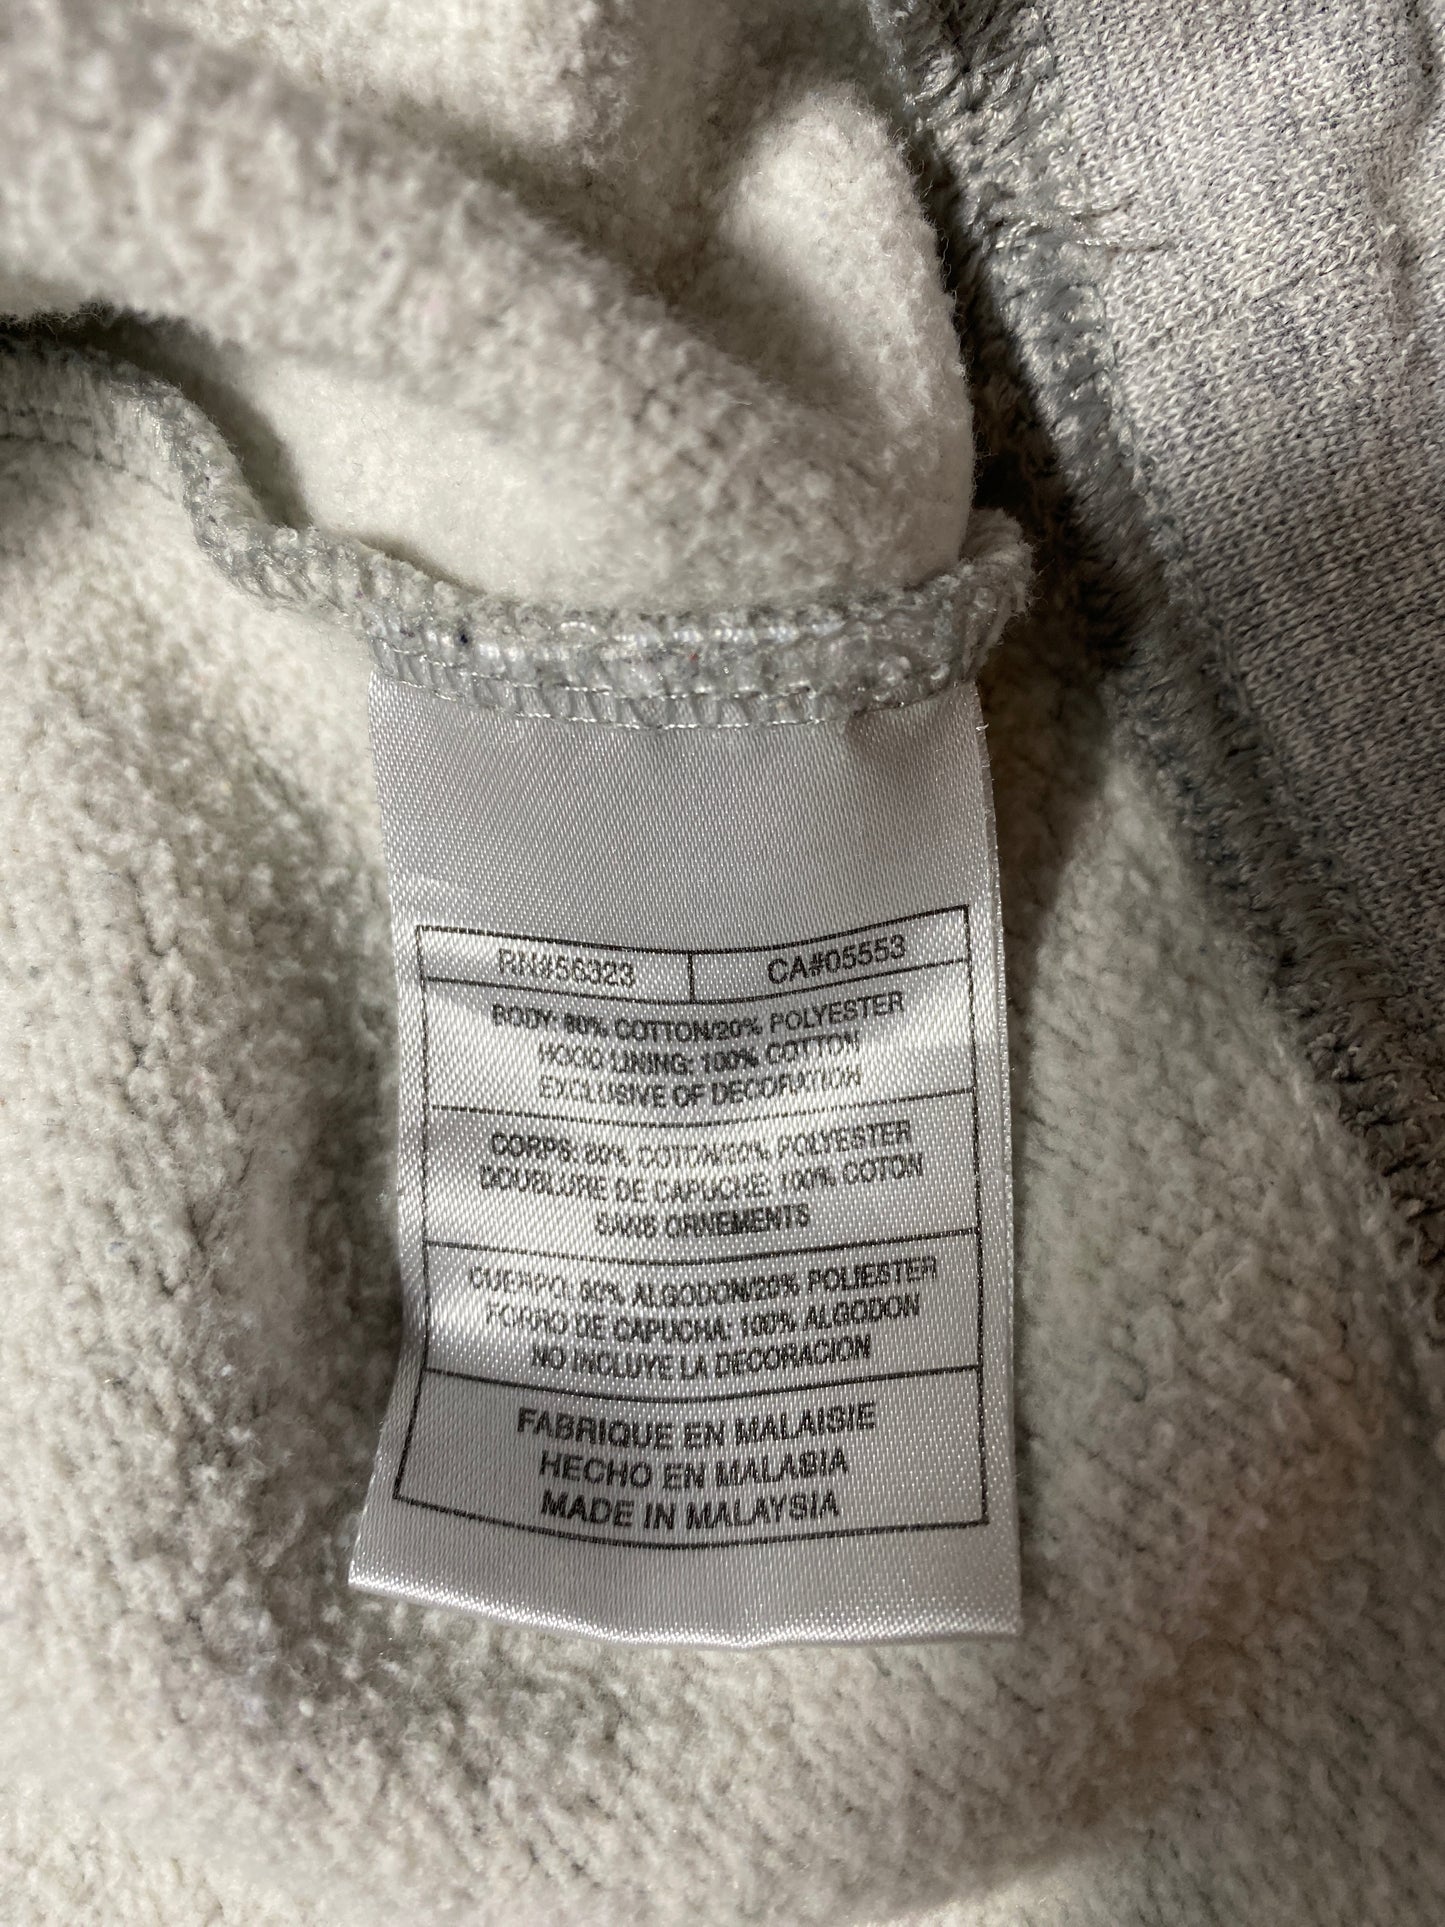 RN#56323 CA#05553
BODY: 80% COTTON/20% POLYESTER
HOOD LINING: 100% COTTON
EXCLUSIVE OF DECORATION
CORPS: 80% COTON/20% POLYESTER
DOUBLURE DE CAPUCHE: 100% COTON
SANS ORNEMENTS
CUERPO: 80% ALGODON/20% POLIESTER
FORRO DE CAPUCHA: 100% ALGODON
NO INCLUYE LA DECORACION
FABRIQUE EN MALAISIE
HECHO EN MALASIA
MADE IN MALAYSIA